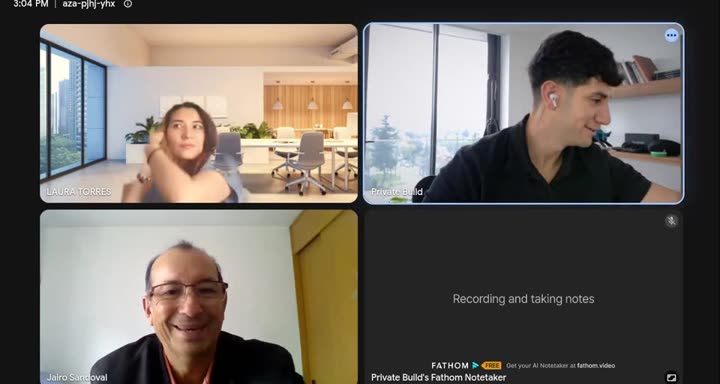 3:04 PM | aza-pjhj-yhx
LAURA TORRES
Private Build
Jairo Sandoval
Recording and taking notes
FATHOM FREE Get your AI Notetaker at fathom.video
Private Build's Fathom Notetaker